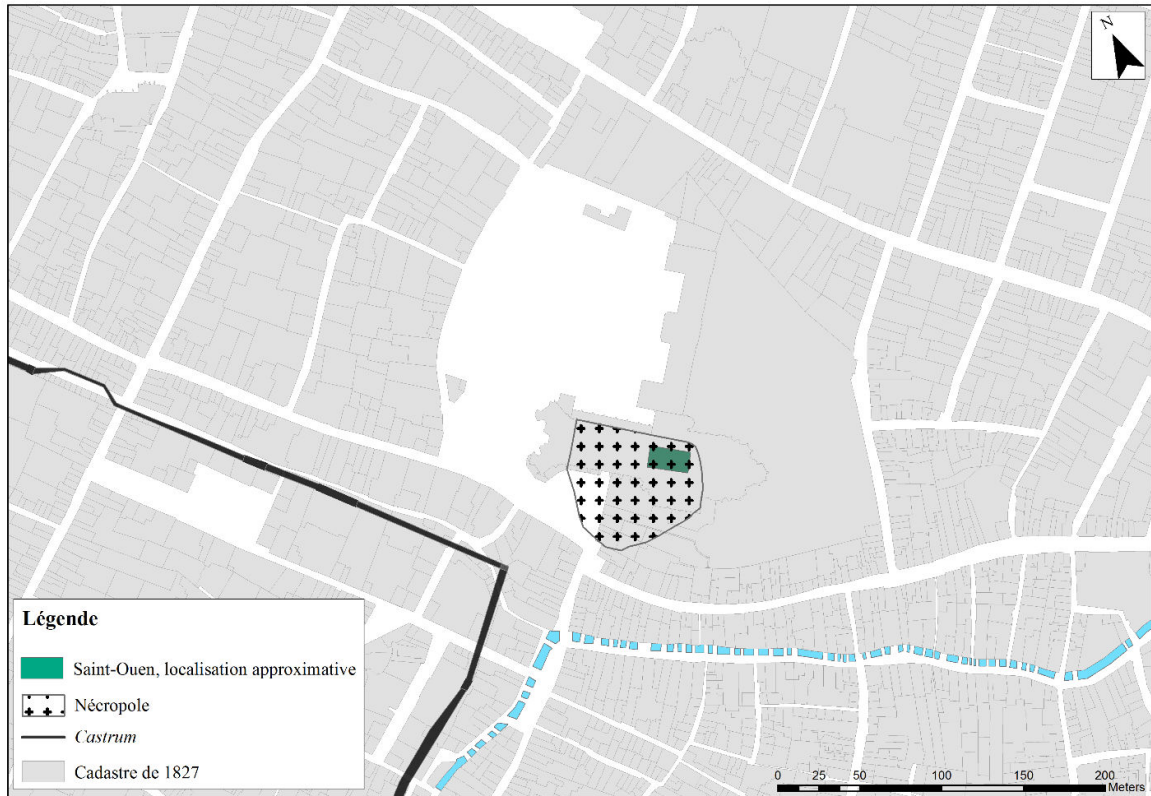 N
Légende
Saint-Ouen, localisation approximative
Nécropole
Castrum
Cadastre de 1827
0 25 50 100 150 200
Meters